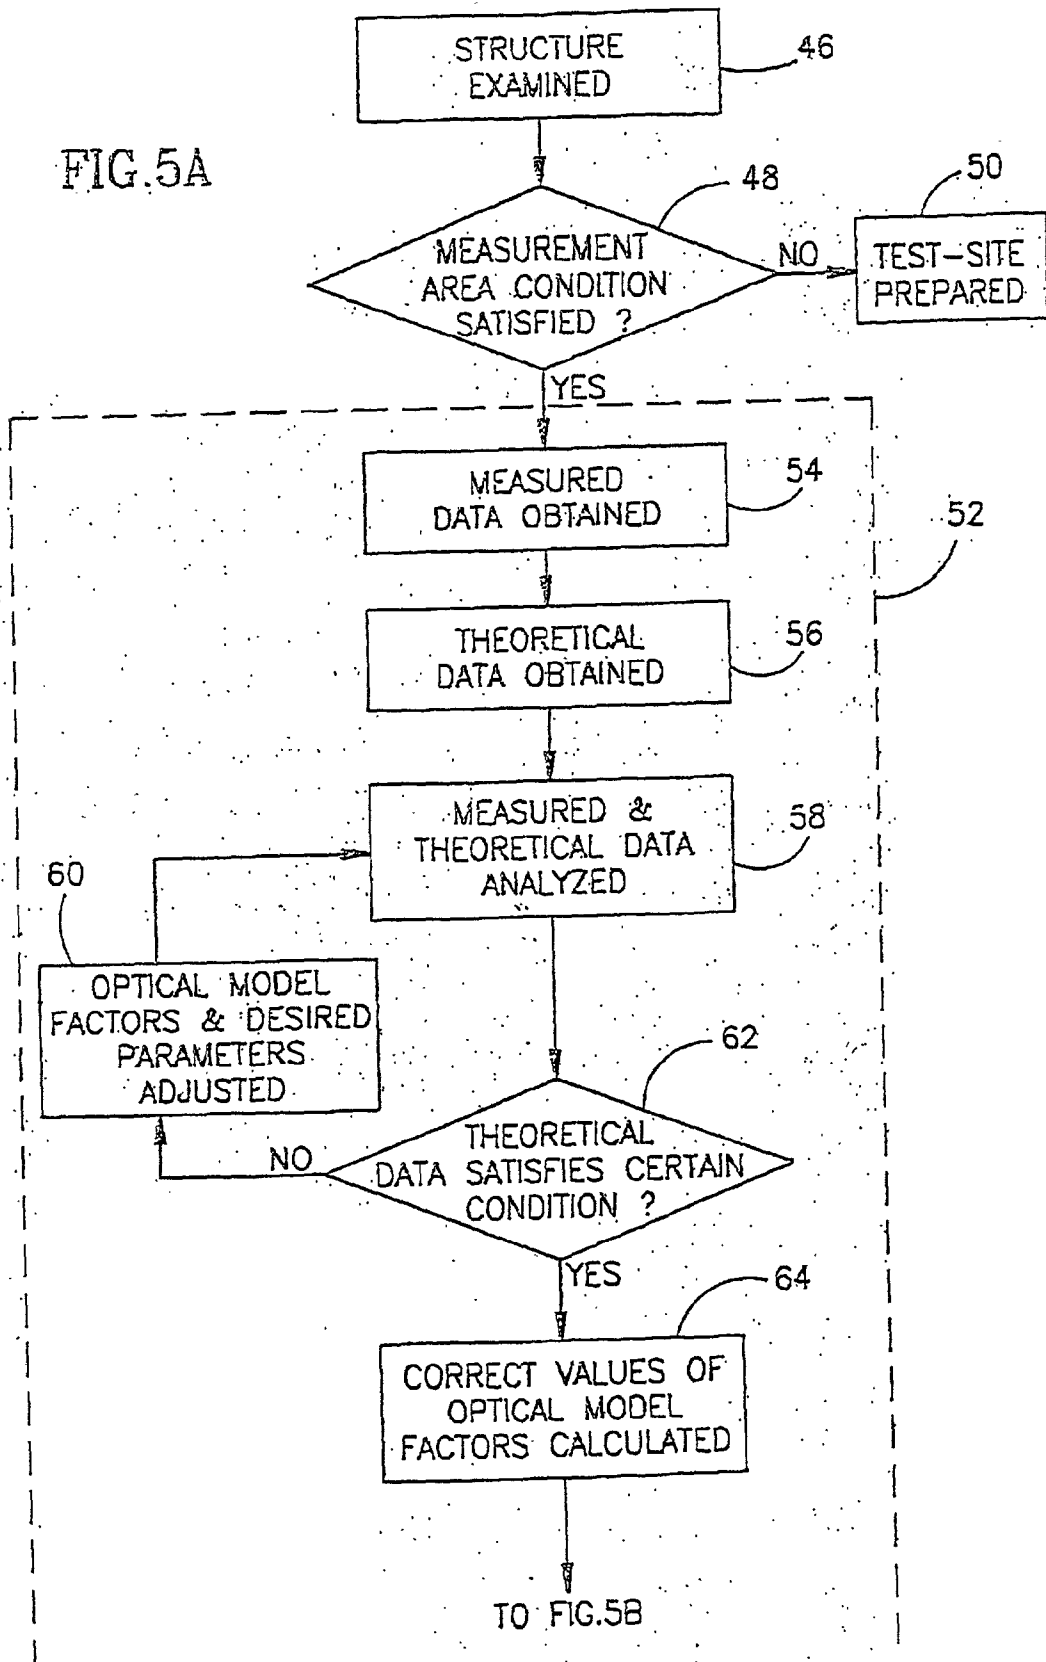 STRUCTURE
EXAMINED
46
FIG.5A
48
MEASUREMENT
AREA CONDITION
SATISFIED ?
NO
50
TEST-SITE
PREPARED
YES
MEASURED
DATA OBTAINED
54
52
THEORETICAL
DATA OBTAINED
56
MEASURED &
THEORETICAL DATA
ANALYZED
58
60
OPTICAL MODEL
FACTORS & DESIRED
PARAMETERS
ADJUSTED
62
THEORETICAL
DATA SATISFIES CERTAIN
CONDITION ?
NO
YES
64
CORRECT VALUES OF
OPTICAL MODEL
FACTORS CALCULATED
TO FIG.5B